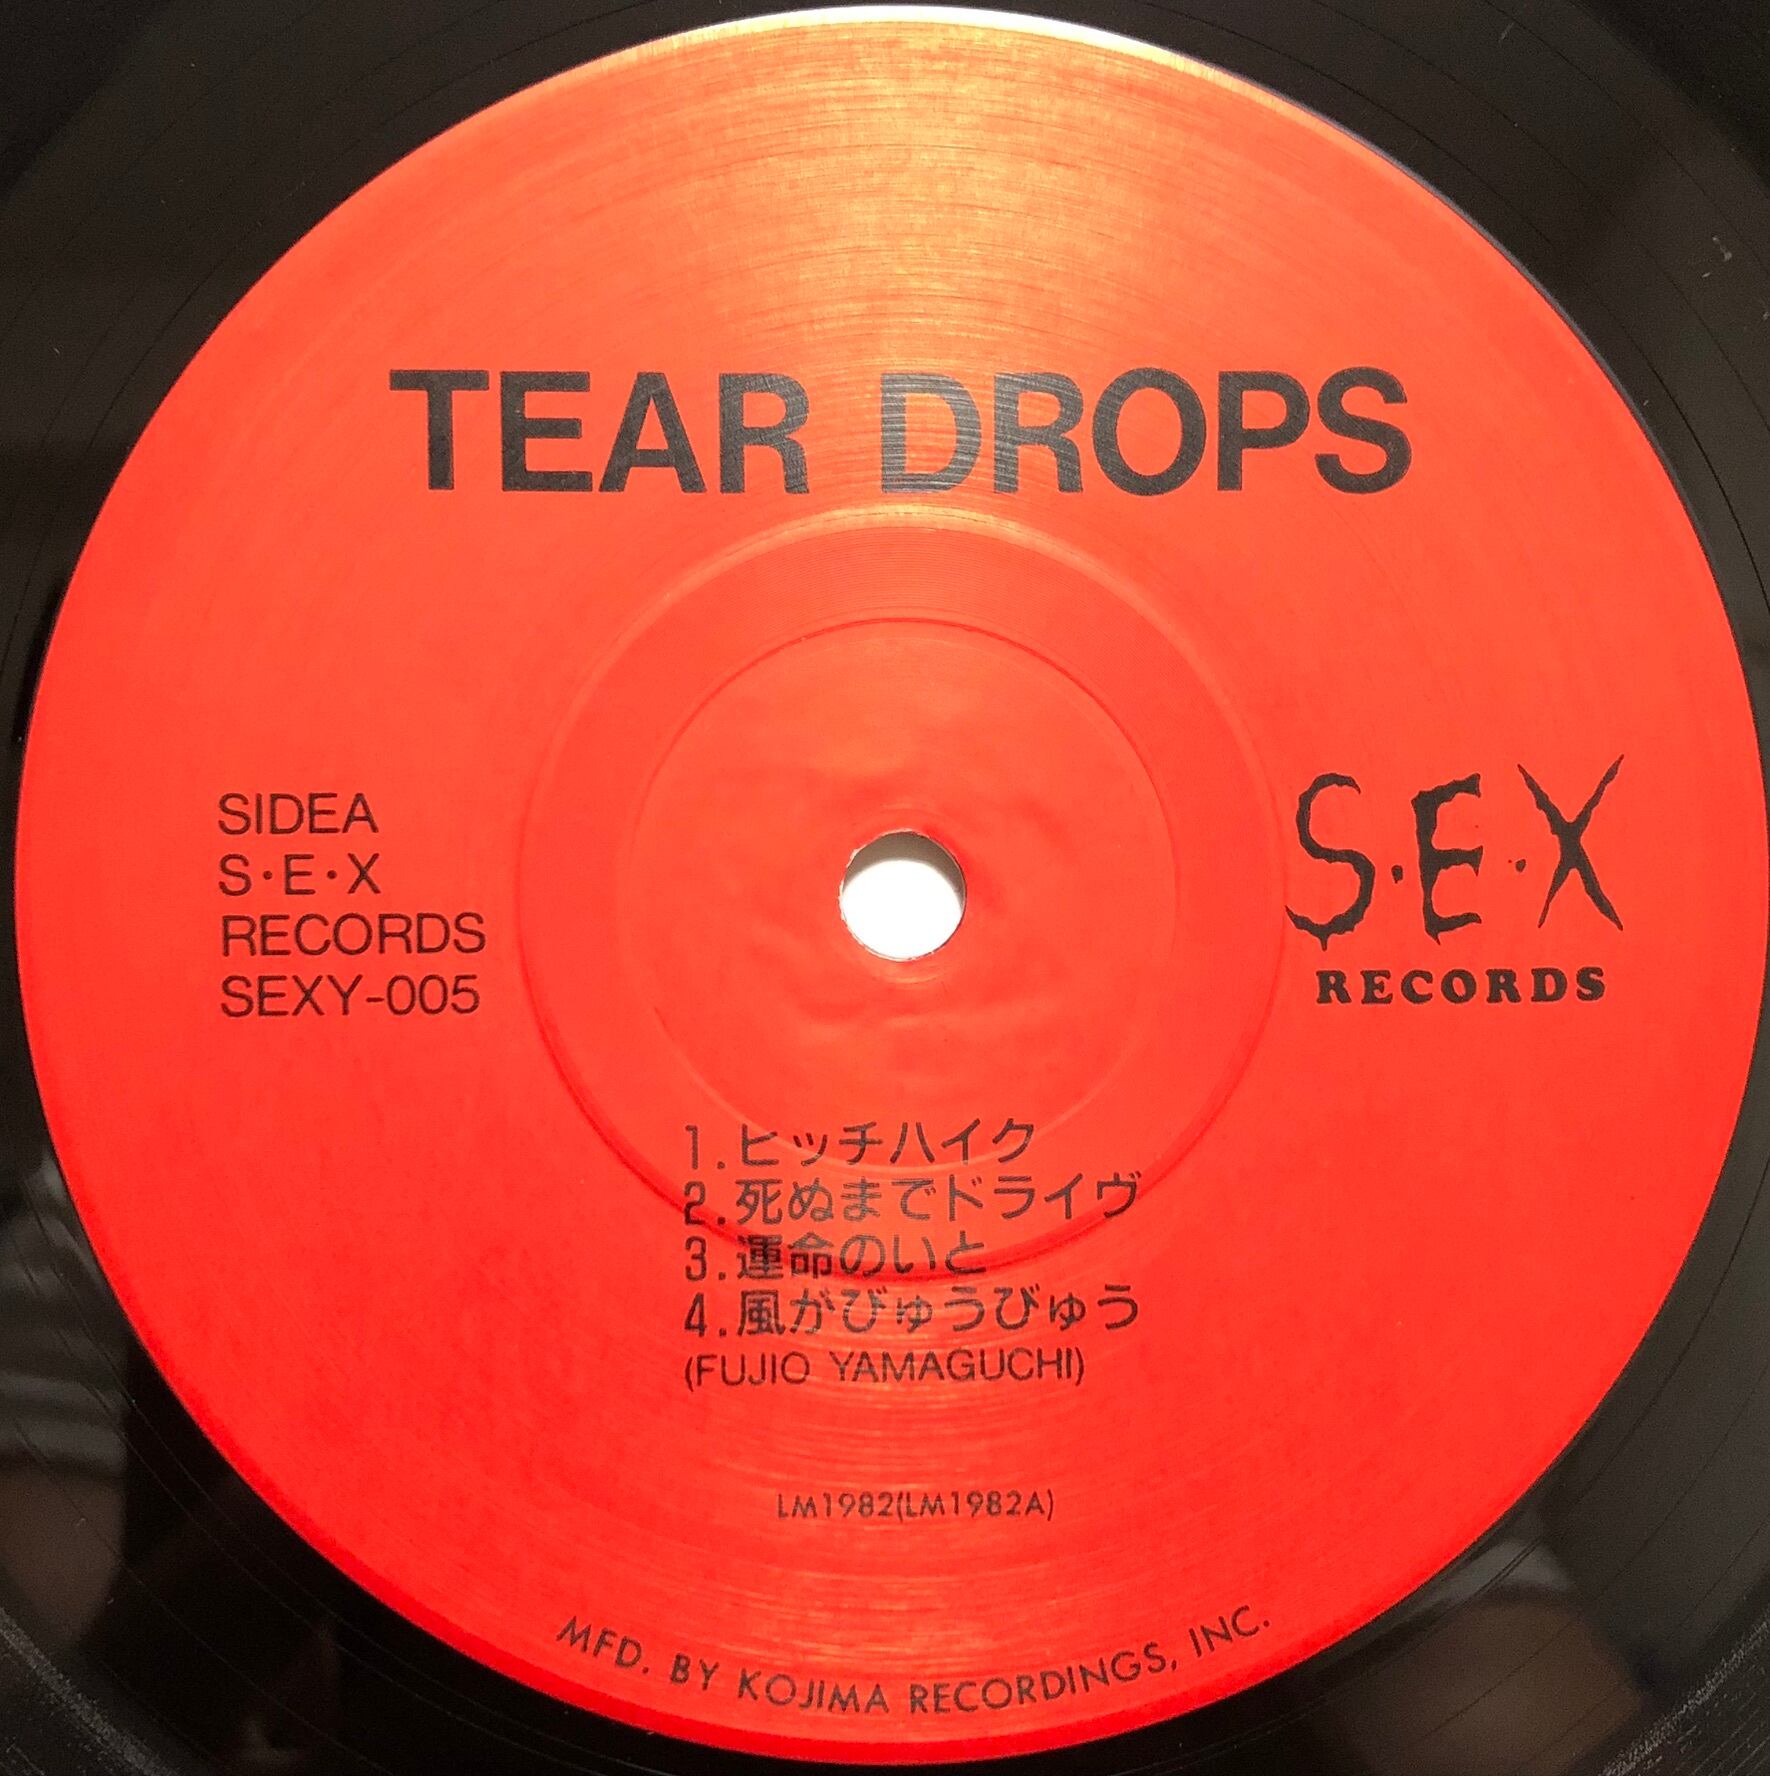 TEAR DROPS
SIDEA
S·E·X
RECORDS
SEXY-005
S·E·X
RECORDS
1.ヒッチハイク
2.死ぬまでドライヴ
3.運命のいと
4.風がびゅうびゅう
(FUJIO YAMAGUCHI)
LM1982(LM1982A)
MFD. BY KOJIMA RECORDINGS, INC.